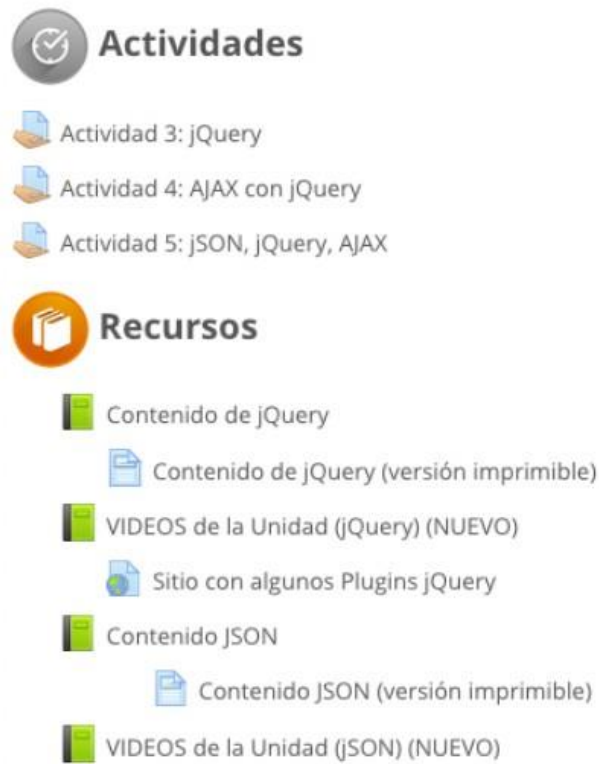 Actividades
Actividad 3: jQuery
Actividad 4: AJAX con jQuery
Actividad 5: jSON, jQuery, AJAX
Recursos
Contenido de jQuery
Contenido de jQuery (versión imprimible)
VIDEOS de la Unidad (jQuery) (NUEVO)
Sitio con algunos Plugins jQuery
Contenido JSON
Contenido JSON (versión imprimible)
VIDEOS de la Unidad (jSON) (NUEVO)